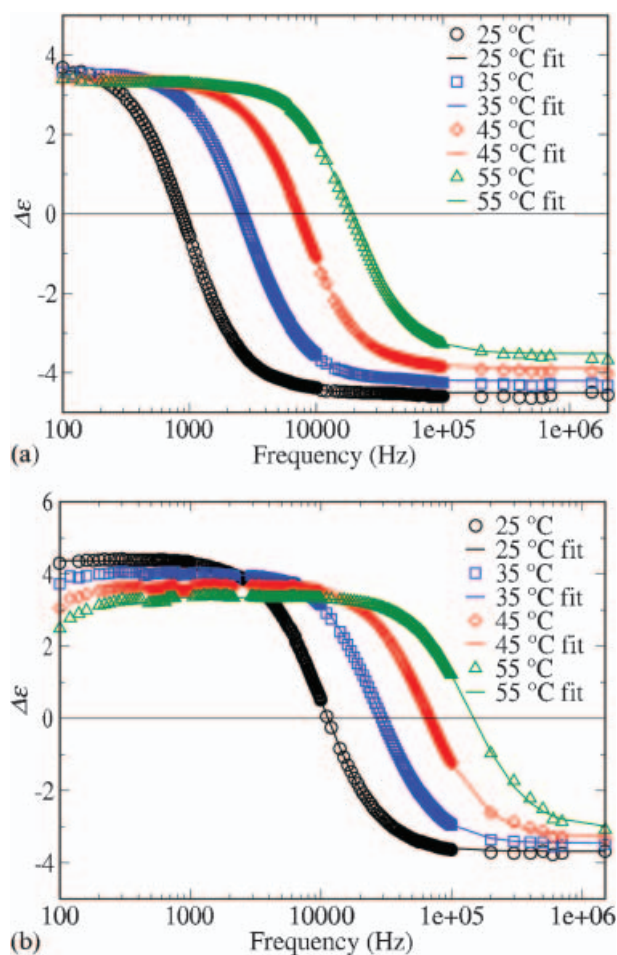 4
2
0
-2
-4
Δε
25 °C
25 °C fit
35 °C
35 °C fit
45 °C
45 °C fit
55 °C
55 °C fit
100 1000 10000 1e+05 1e+06
(a) Frequency (Hz)
6
4
2
0
-2
-4
Δε
25 °C
25 °C fit
35 °C
35 °C fit
45 °C
45 °C fit
55 °C
55 °C fit
100 1000 10000 1e+05 1e+06
(b) Frequency (Hz)